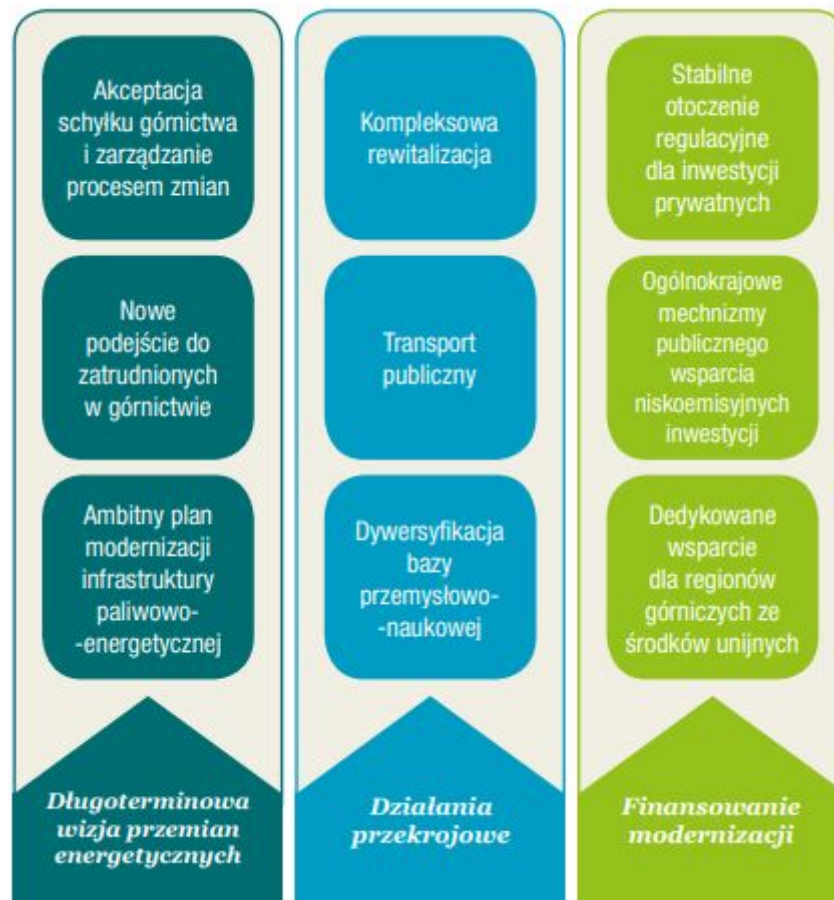 Akceptacja
schyłku górnictwa
i zarządzanie
procesem zmian
Nowe
podejście do
zatrudnionych
w górnictwie
Ambitny plan
modernizacji
infrastruktury
paliwowo-
-energetycznej
Długoterminowa
wizja przemian
energetycznych
Kompleksowa
rewitalizacja
Transport
publiczny
Dywersyfikacja
bazy
przemysłowo-
-naukowej
Działania
przekrojowe
Stabilne
otoczenie
regulacyjne
dla inwestycji
prywatnych
Ogólnokrajowe
mechnizmy
publicznego
wsparcia
niskoemisyjnych
inwestycji
Dedykowane
wsparcie
dla regionów
górniczych ze
środków unijnych
Finansowanie
modernizacji